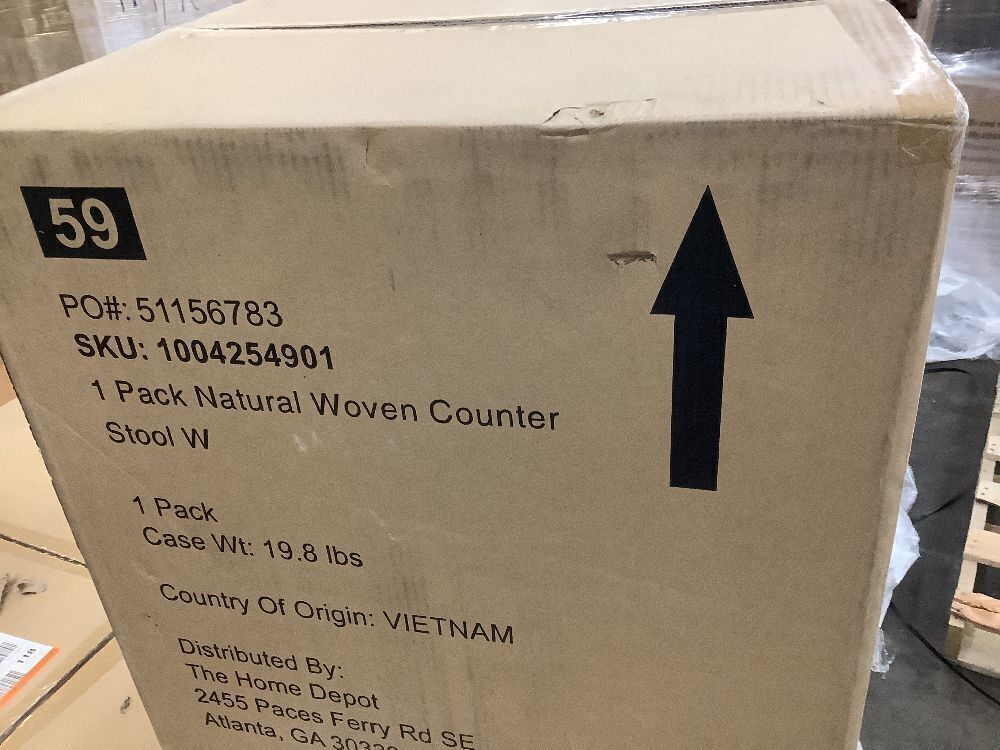 59
PO#: 51156783
SKU: 1004254901
1 Pack Natural Woven Counter
Stool W
1 Pack
Case Wt: 19.8 lbs
Country Of Origin: VIETNAM
Distributed By:
The Home Depot
2455 Paces Ferry Rd SE
Atlanta, GA